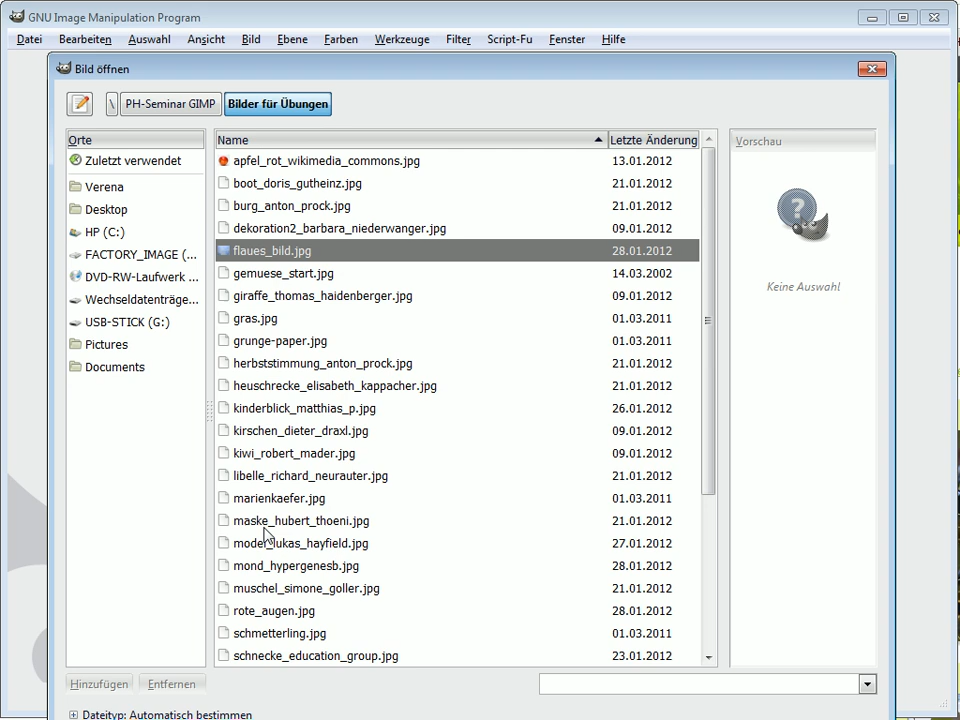 GNU Image Manipulation Program
Datei Bearbeiten Auswahl Ansicht Bild Ebene Farben Werkzeuge Filter Script-Fu Fenster Hilfe
Bild öffnen
\ PH-Seminar GIMP Bilder für Übungen
Orte Name Letzte Änderung Vorschau
Zuletzt verwendet apfel_rot_wikimedia_commons.jpg 13.01.2012
Verena boot_doris_gutheinz.jpg 21.01.2012
Desktop burg_anton_prock.jpg 21.01.2012
HP (C:) dekoration2_barbara_niederwanger.jpg 09.01.2012
FACTORY_IMAGE (... flaues_bild.jpg 28.01.2012
DVD-RW-Laufwerk ... gemuese_start.jpg 14.03.2002
Keine Auswahl
Wechseldatenträge... giraffe_thomas_haidenberger.jpg 09.01.2012
USB-STICK (G:) gras.jpg 01.03.2011
Pictures grunge-paper.jpg 01.03.2011
Documents herbststimmung_anton_prock.jpg 21.01.2012
heuschrecke_elisabeth_kappacher.jpg 21.01.2012
kinderblick_matthias_p.jpg 26.01.2012
kirschen_dieter_draxl.jpg 09.01.2012
kiwi_robert_mader.jpg 09.01.2012
libelle_richard_neurauter.jpg 21.01.2012
marienkaefer.jpg 01.03.2011
maske_hubert_thoeni.jpg 21.01.2012
model_lukas_hayfield.jpg 27.01.2012
mond_hypergenesb.jpg 28.01.2012
muschel_simone_goller.jpg 21.01.2012
rote_augen.jpg 28.01.2012
schmetterling.jpg 01.03.2011
schnecke_education_group.jpg 23.01.2012
Hinzufügen Entfernen
Dateityp: Automatisch bestimmen